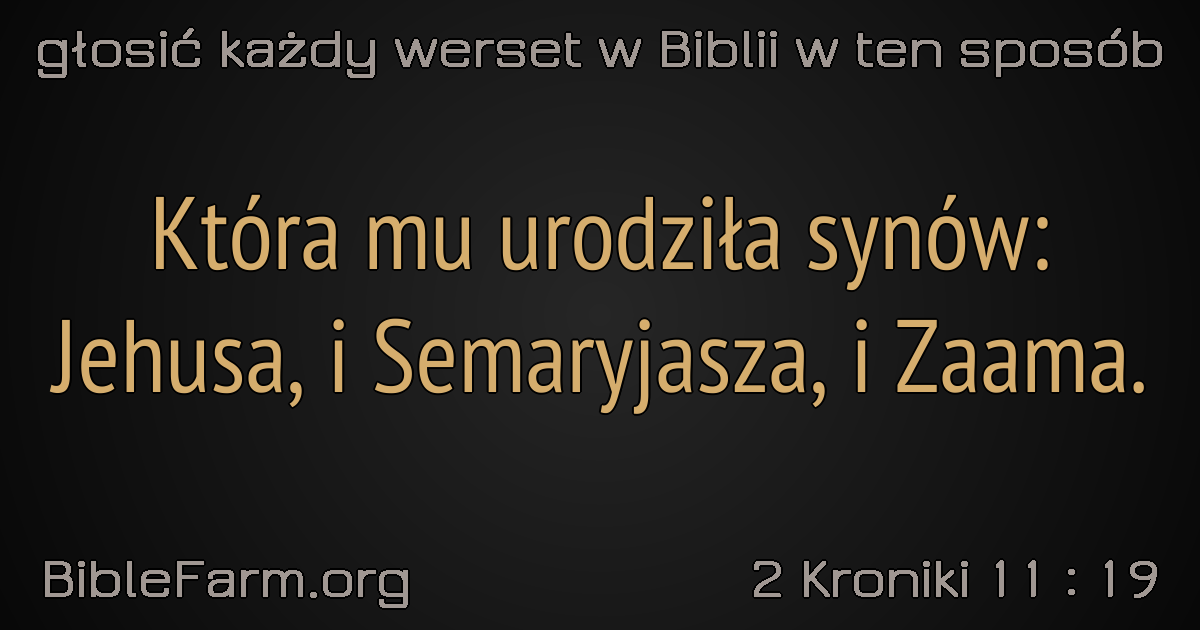 głosić każdy werset w Biblii w ten sposób
Która mu urodziła synów:
Jehusa, i Semaryjasza, i Zaama.
BibleFarm.org
2 Kroniki 11 : 19